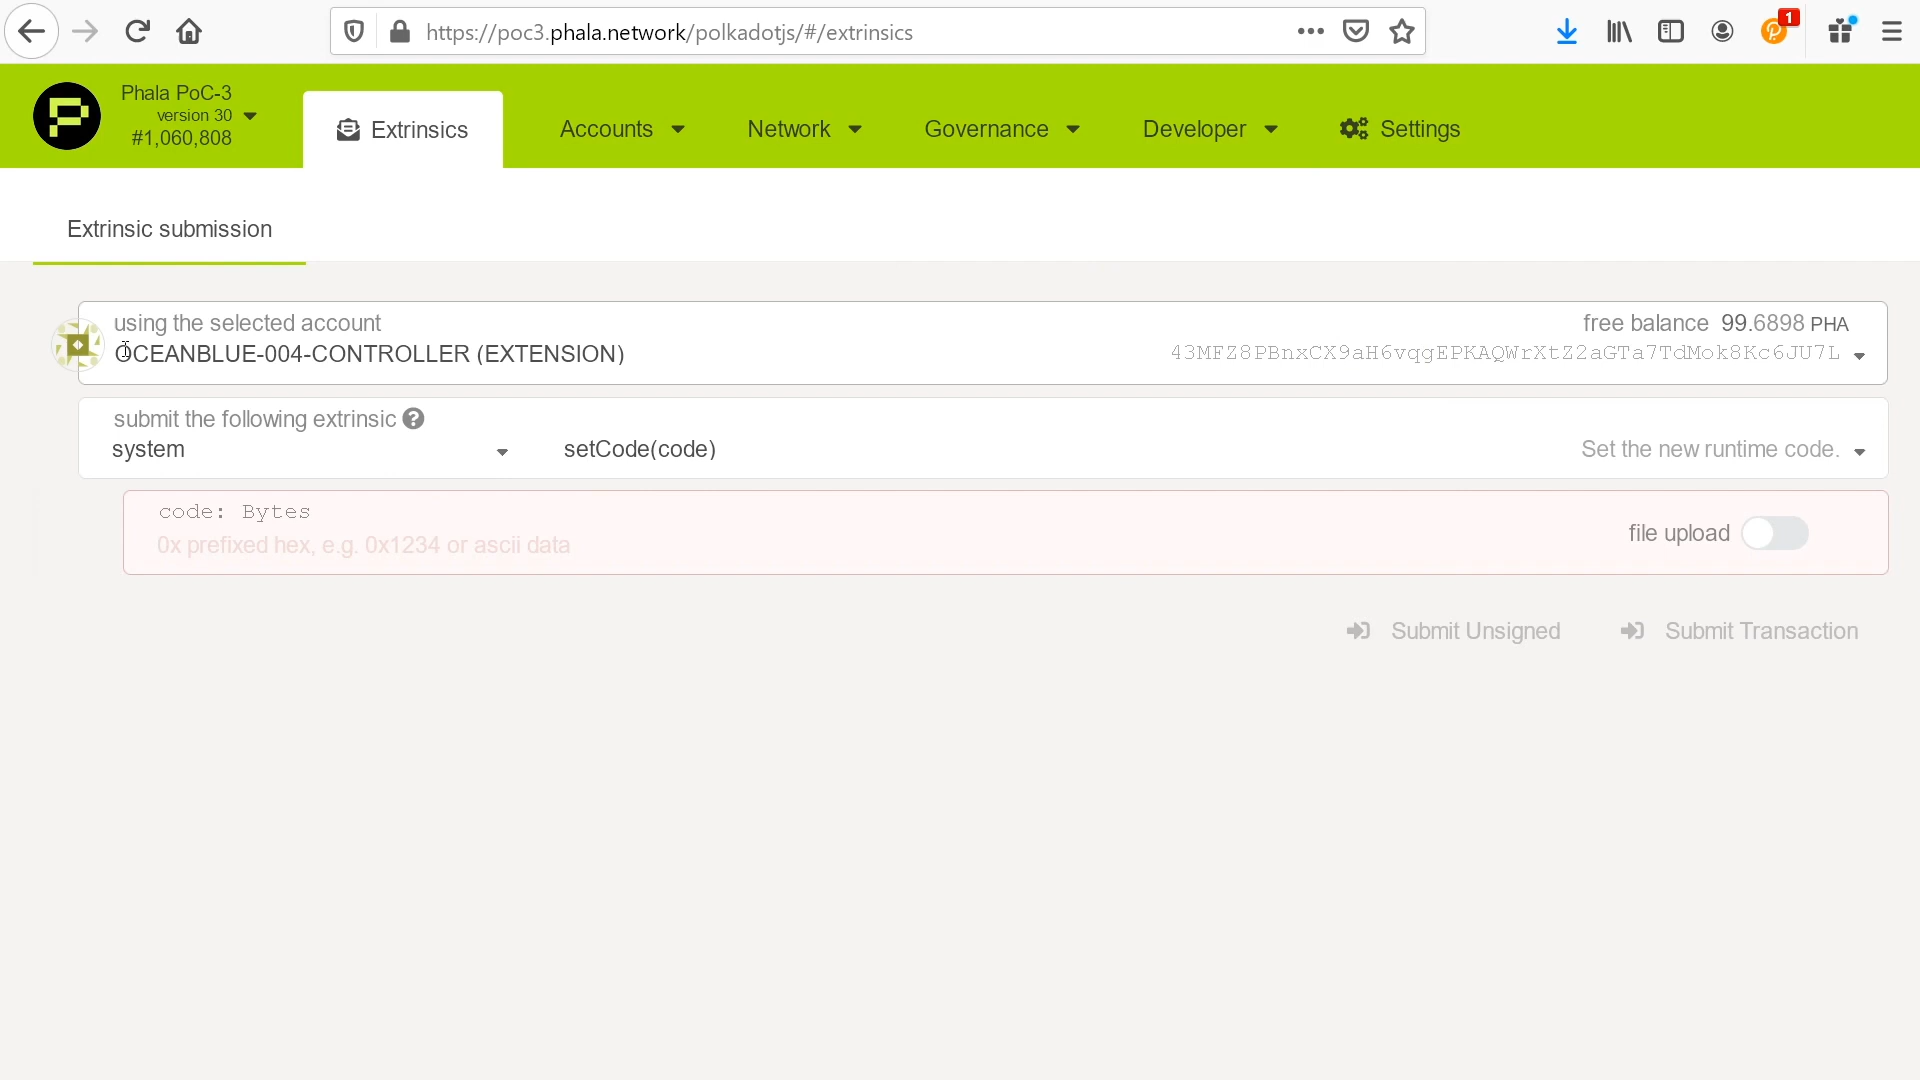 https://poc3.phala.network/polkadotjs/#/extrinsics
1
Phala PoC-3
version 30
#1,060,808
Extrinsics
Accounts
Network
Governance
Developer
Settings
Extrinsic submission
using the selected account
free balance 99.6898 PHA
OCEANBLUE-004-CONTROLLER (EXTENSION)
43MFZ8PBnxCX9aH6vqgEPKAQWrXtZ2aGTa7TdMok8Kc6JU7L
submit the following extrinsic
system
setCode(code)
Set the new runtime code.
code: Bytes
0x prefixed hex, e.g. 0x1234 or ascii data
file upload
Submit Unsigned
Submit Transaction